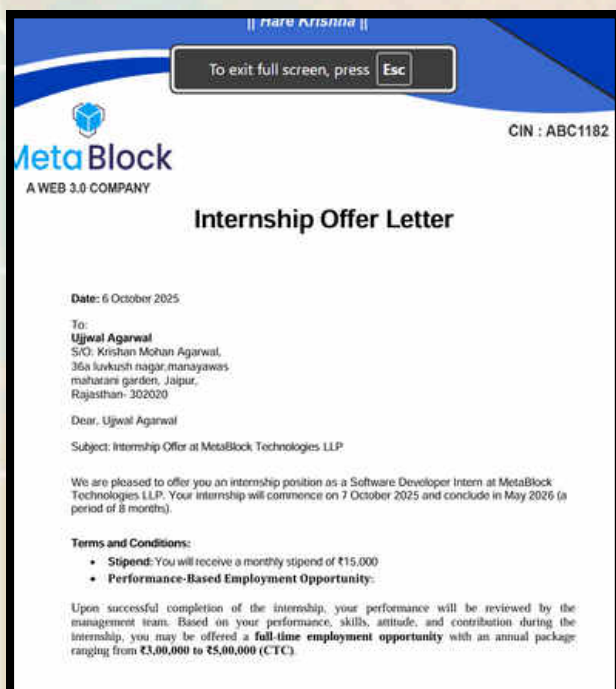 || Hare Krishna ||
To exit full screen, press Esc
CIN : ABC1182
Meta Block
A WEB 3.0 COMPANY
Internship Offer Letter
Date: 6 October 2025
To:
Ujjwal Agarwal
S/O: Krishan Mohan Agarwal,
36a luvkush nagar,manayawas
maharani garden, Jaipur,
Rajasthan- 302020
Dear, Ujjwal Agarwal
Subject: Internship Offer at MetaBlock Technologies LLP
We are pleased to offer you an internship position as a Software Developer Intern at MetaBlock
Technologies LLP. Your internship will commence on 7 October 2025 and conclude in May 2026 (a
period of 8 months).
Terms and Conditions:
• Stipend: You will receive a monthly stipend of ₹15,000
• Performance-Based Employment Opportunity:
Upon successful completion of the internship, your performance will be reviewed by the
management team. Based on your performance, skills, attitude, and contribution during the
internship, you may be offered a full-time employment opportunity with an annual package
ranging from ₹3,00,000 to ₹5,00,000 (CTC).